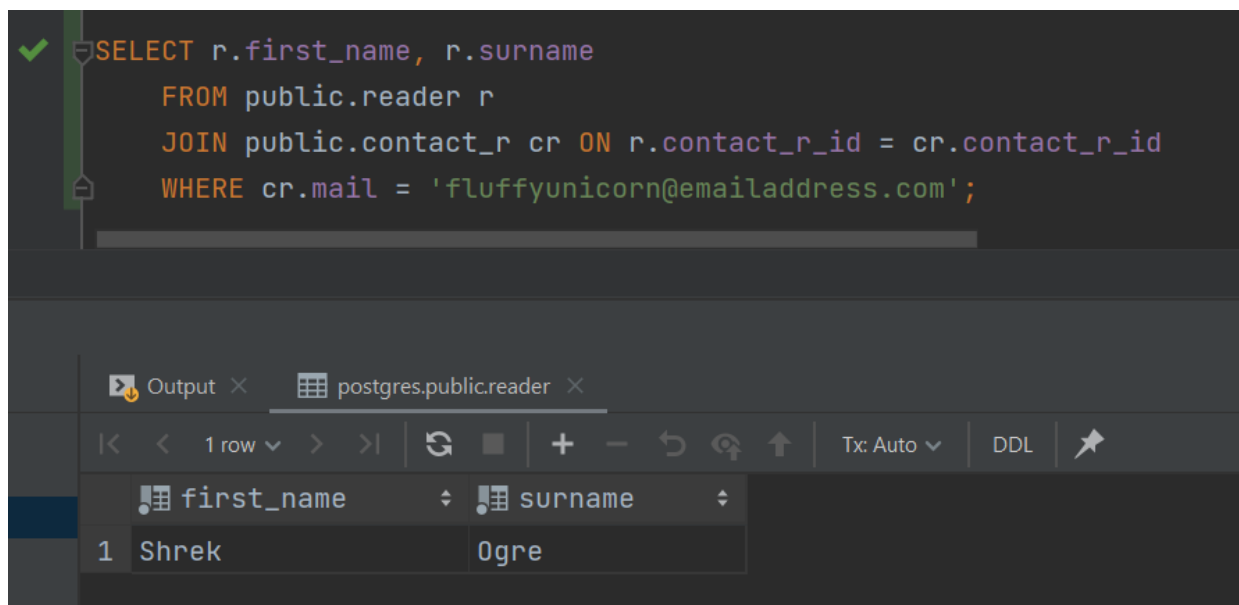 SELECT r.first_name, r.surname
FROM public.reader r
JOIN public.contact_r cr ON r.contact_r_id = cr.contact_r_id
WHERE cr.mail = 'fluffyunicorn@emailaddress.com';
Output postgres.public.reader
1 row Tx: Auto DDL
first_name surname
1 Shrek Ogre